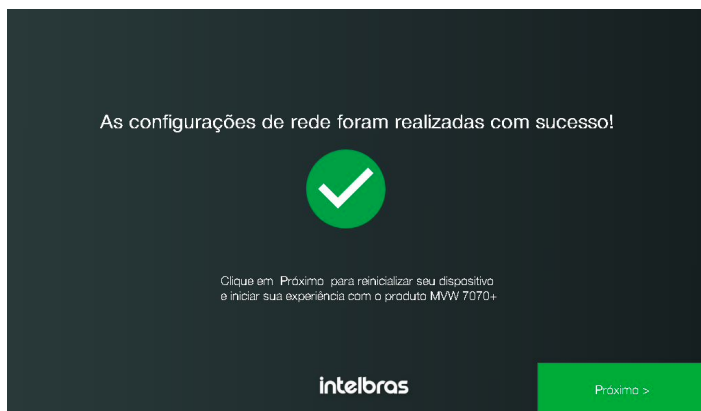 As configurações de rede foram realizadas com sucesso!
Clique em Próximo para reinicializar seu dispositivo
e iniciar sua experiência com o produto MVW 7070+
intelbras
Próximo >